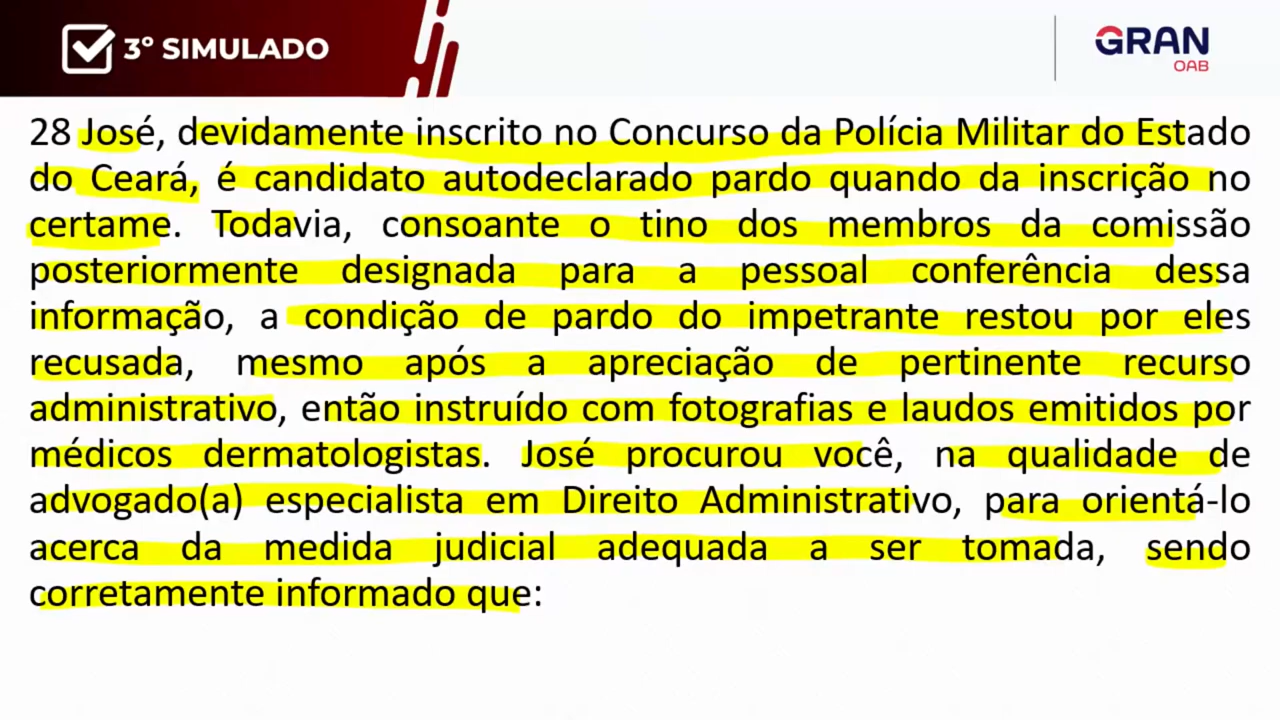 3º SIMULADO
GRAN
OAB
28 José, devidamente inscrito no Concurso da Polícia Militar do Estado
do Ceará, é candidato autodeclarado pardo quando da inscrição no
certame. Todavia, consoante o tino dos membros da comissão
posteriormente designada para a pessoal conferência dessa
informação, a condição de pardo do impetrante restou por eles
recusada, mesmo após a apreciação de pertinente recurso
administrativo, então instruído com fotografias e laudos emitidos por
médicos dermatologistas. José procurou você, na qualidade de
advogado(a) especialista em Direito Administrativo, para orientá-lo
acerca da medida judicial adequada a ser tomada, sendo
corretamente informado que: